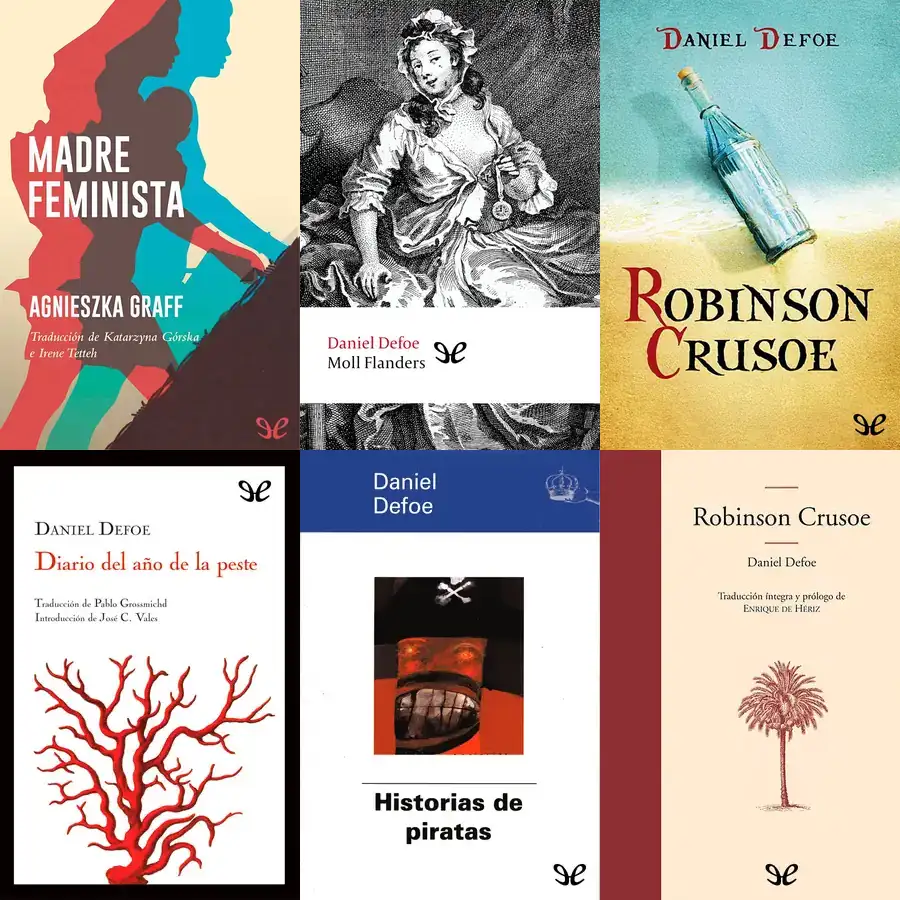 MADRE
FEMINISTA
AGNIESZKA GRAFF
Traducción de Katarzyna Górska
e Irene Tetteh
Daniel Defoe
Moll Flanders
DANIEL DEFOE
ROBINSON
CRUSOE
DANIEL DEFOE
Diario del año de la peste
Traducción de Pablo Grossmichd
Introducción de José C. Vales
Daniel
Defoe
Historias de
piratas
Robinson Crusoe
Daniel Defoe
Traducción íntegra y prólogo de
ENRIQUE DE HÉRIZ